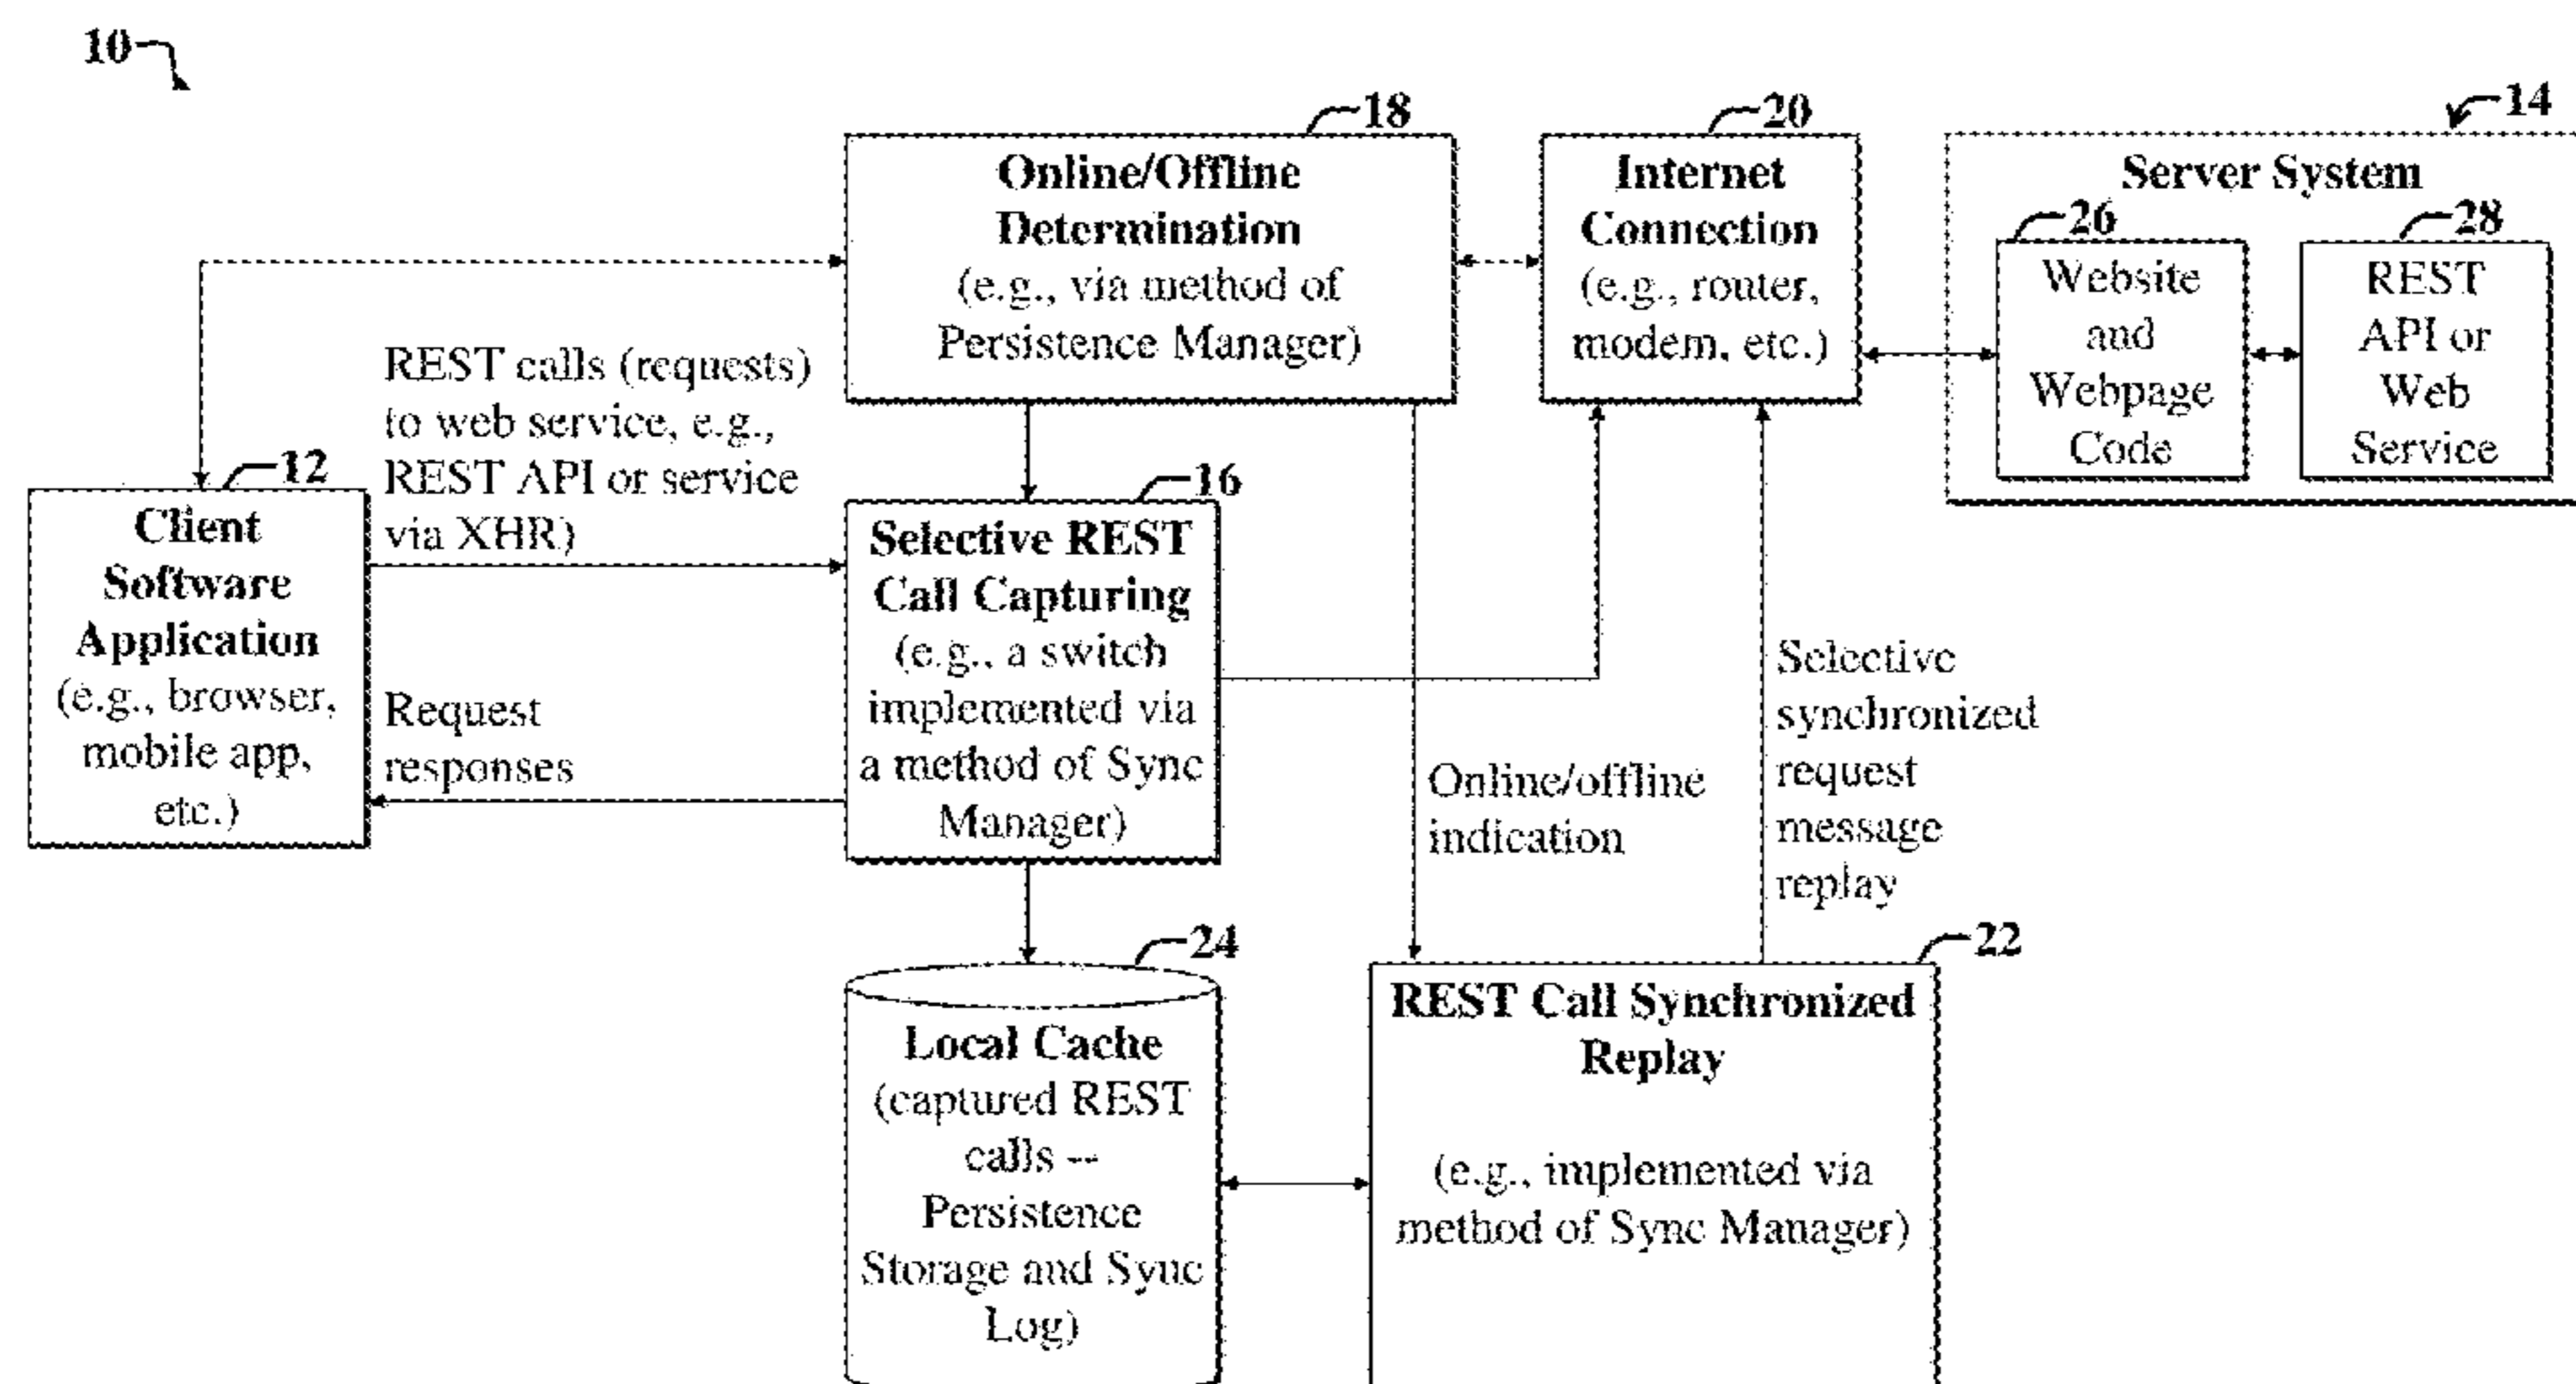 10
18
Online/Offline
Determination
(e.g., via method of
Persistence Manager)
20
Internet
Connection
(e.g., router,
modem, etc.)
14
Server System
26
Website
and
Webpage
Code
28
REST
API or
Web
Service
REST calls (requests)
to web service, e.g.,
REST API or service
via XHR)
12
Client
Software
Application
(e.g., browser,
mobile app,
etc.)
Request
responses
16
Selective REST
Call Capturing
(e.g., a switch
implemented via
a method of Sync
Manager)
Online/offline
indication
Selective
synchronized
request
message
replay
24
Local Cache
(captured REST
calls --
Persistence
Storage and Sync
Log)
22
REST Call Synchronized
Replay
(e.g., implemented via
method of Sync Manager)